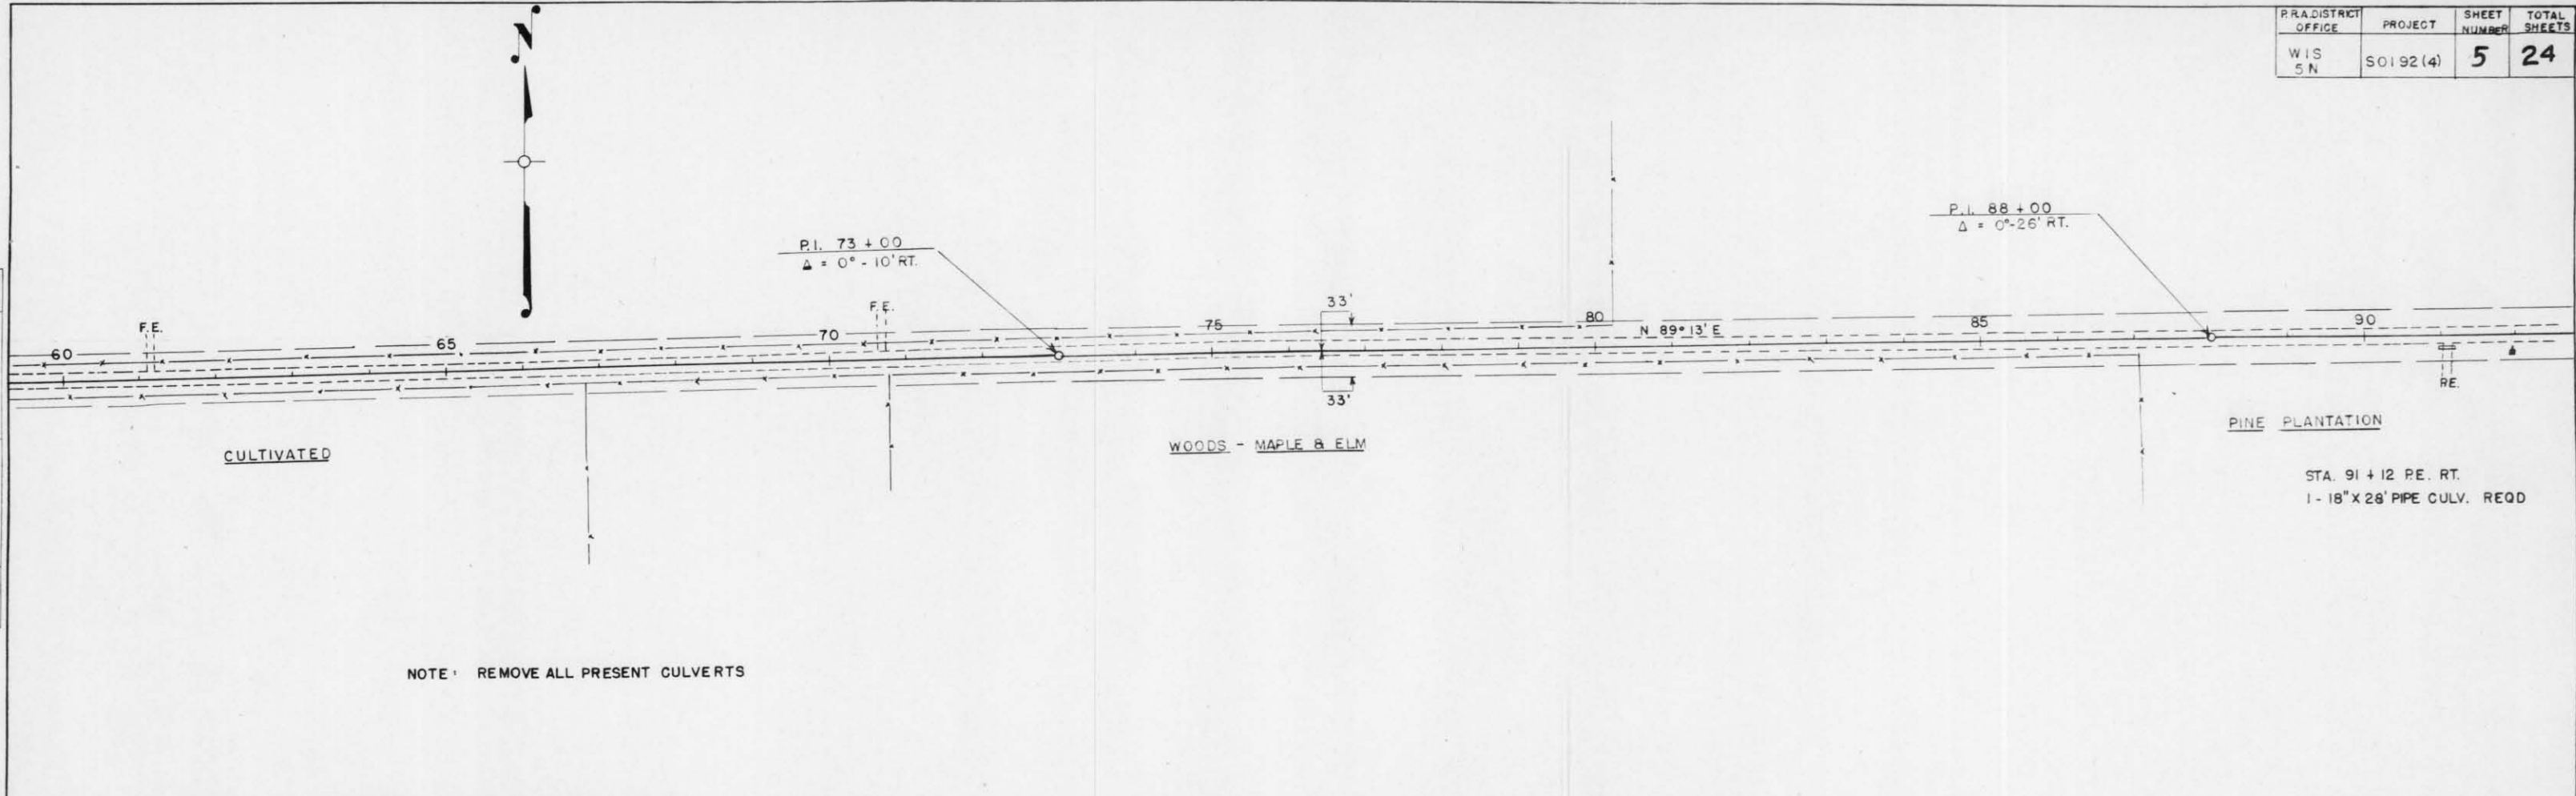 P.R.A. DISTRICT OFFICE
PROJECT
SHEET NUMBER
TOTAL SHEETS
WIS 5 N
S0192(4)
5
24
N
P.I. 88 + 00
Δ = 0°-26' RT.
P.I. 73 + 00
Δ = 0° - 10' RT.
33'
F.E.
F.E.
60
65
70
75
80
N 89° 13' E
85
90
33'
P.E.
CULTIVATED
WOODS - MAPLE & ELM
PINE PLANTATION
STA. 91 + 12 P.E. RT.
1 - 18" X 28' PIPE CULV. REQD
NOTE: REMOVE ALL PRESENT CULVERTS